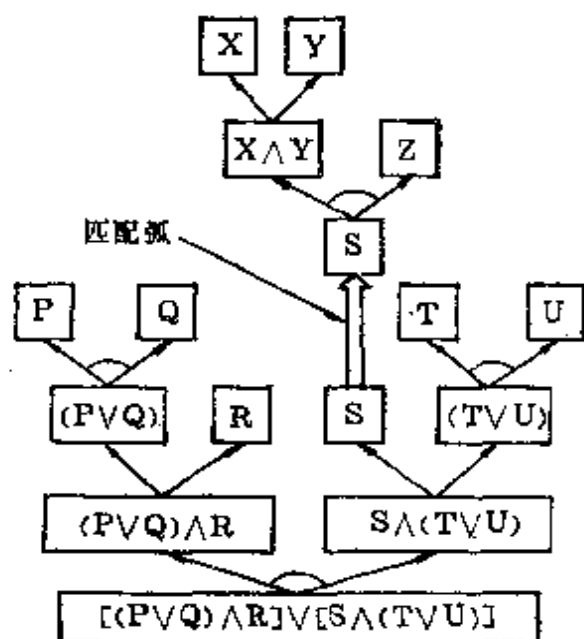 X Y
X∧Y Z
S
匹配弧
P Q T U
(P∨Q) R S (T∨U)
(P∨Q)∧R S∧(T∨U)
[(P∨Q)∧R]∨[S∧(T∨U)]